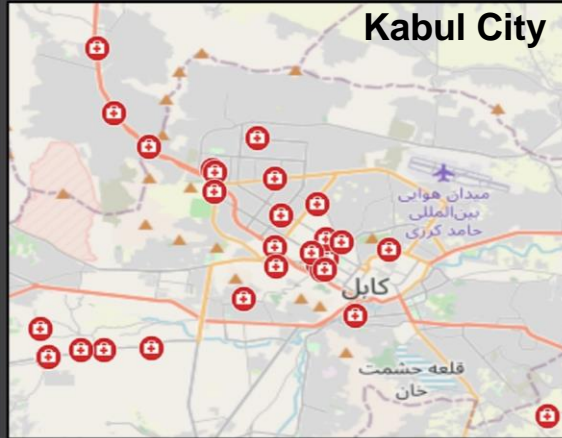 Kabul City
میدان هوایی
بین‌المللی
حامد کرزی
کابل
قلعه حشمت
خان